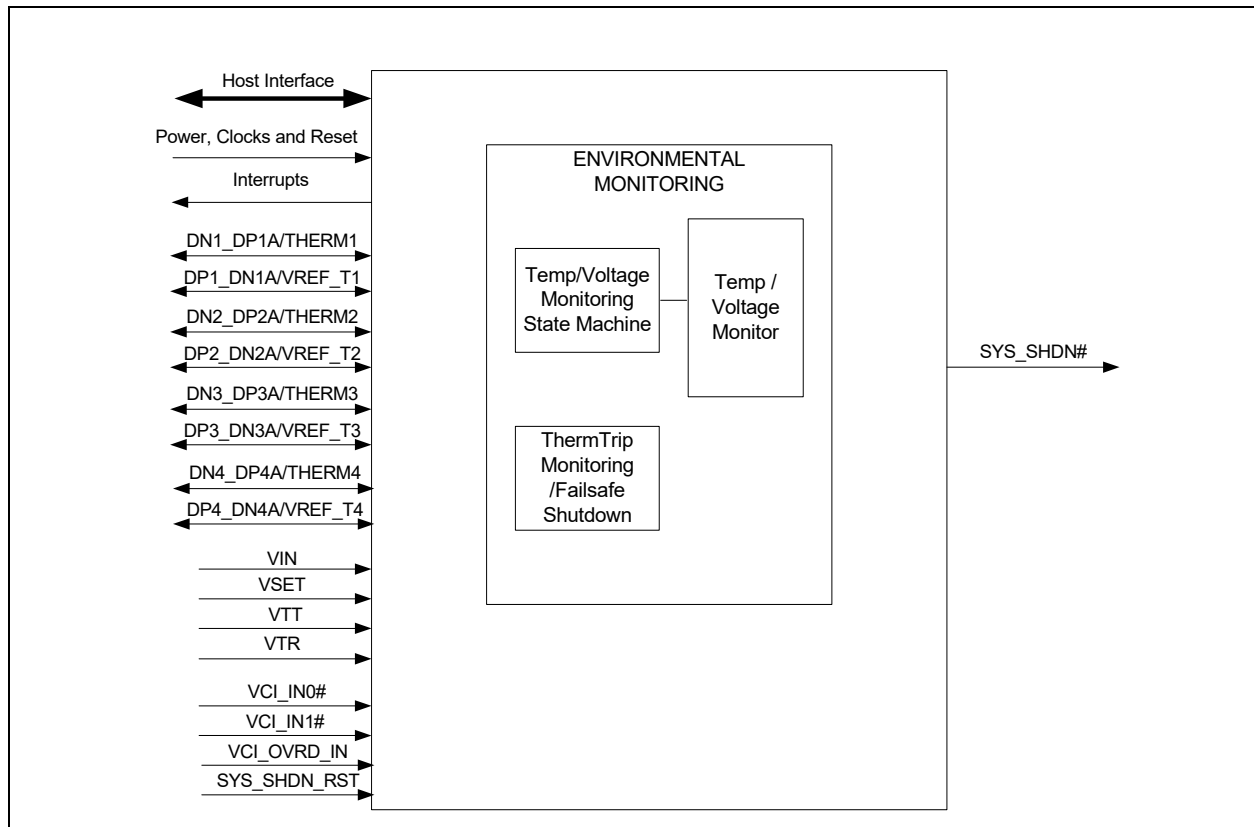 Host Interface
Power, Clocks and Reset
Interrupts
DN1_DP1A/THERM1
DP1_DN1A/VREF_T1
DN2_DP2A/THERM2
DP2_DN2A/VREF_T2
DN3_DP3A/THERM3
DP3_DN3A/VREF_T3
DN4_DP4A/THERM4
DP4_DN4A/VREF_T4
VIN
VSET
VTT
VTR
VCI_IN0#
VCI_IN1#
VCI_OVRD_IN
SYS_SHDN_RST
ENVIRONMENTAL
MONITORING
Temp/Voltage
Monitoring
State Machine
Temp /
Voltage
Monitor
ThermTrip
Monitoring
/Failsafe
Shutdown
SYS_SHDN#